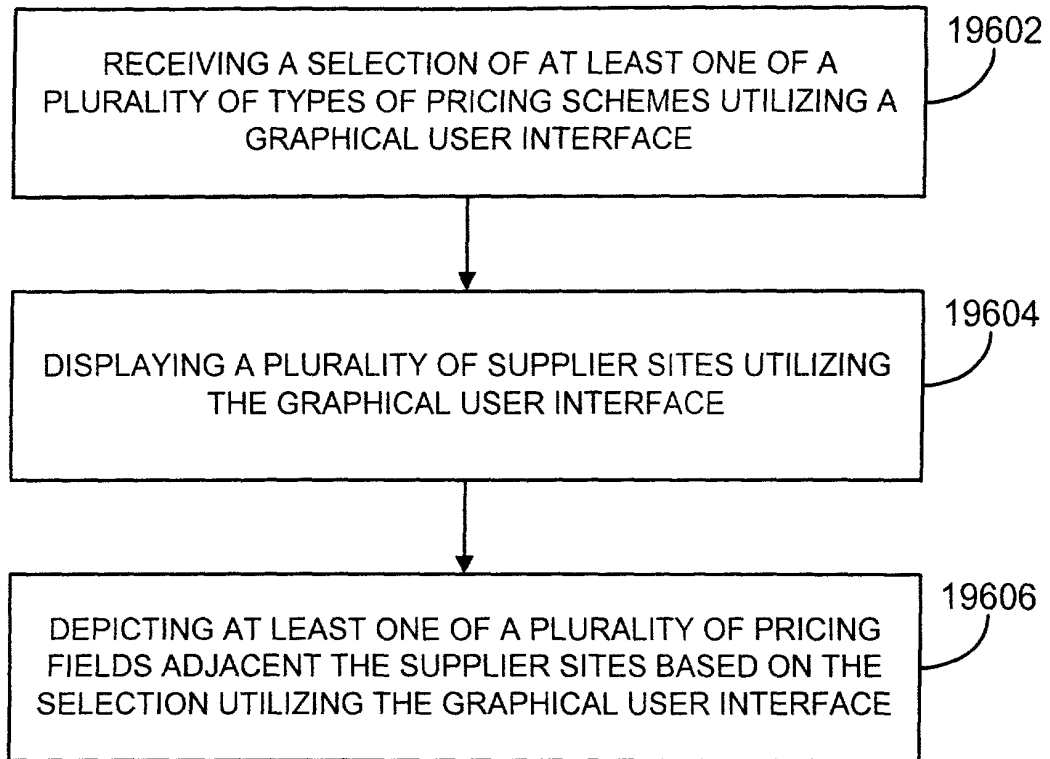 19602
RECEIVING A SELECTION OF AT LEAST ONE OF A
PLURALITY OF TYPES OF PRICING SCHEMES UTILIZING A
GRAPHICAL USER INTERFACE
19604
DISPLAYING A PLURALITY OF SUPPLIER SITES UTILIZING
THE GRAPHICAL USER INTERFACE
19606
DEPICTING AT LEAST ONE OF A PLURALITY OF PRICING
FIELDS ADJACENT THE SUPPLIER SITES BASED ON THE
SELECTION UTILIZING THE GRAPHICAL USER INTERFACE